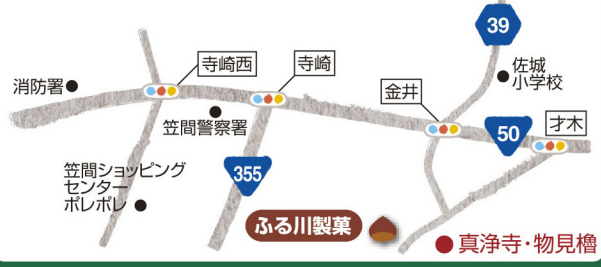 39
佐城
小学校
寺崎西
寺崎
消防署
金井
才木
笠間警察署
50
笠間ショッピング
センター
ポレポレ
355
ふる川製菓
真浄寺・物見櫓